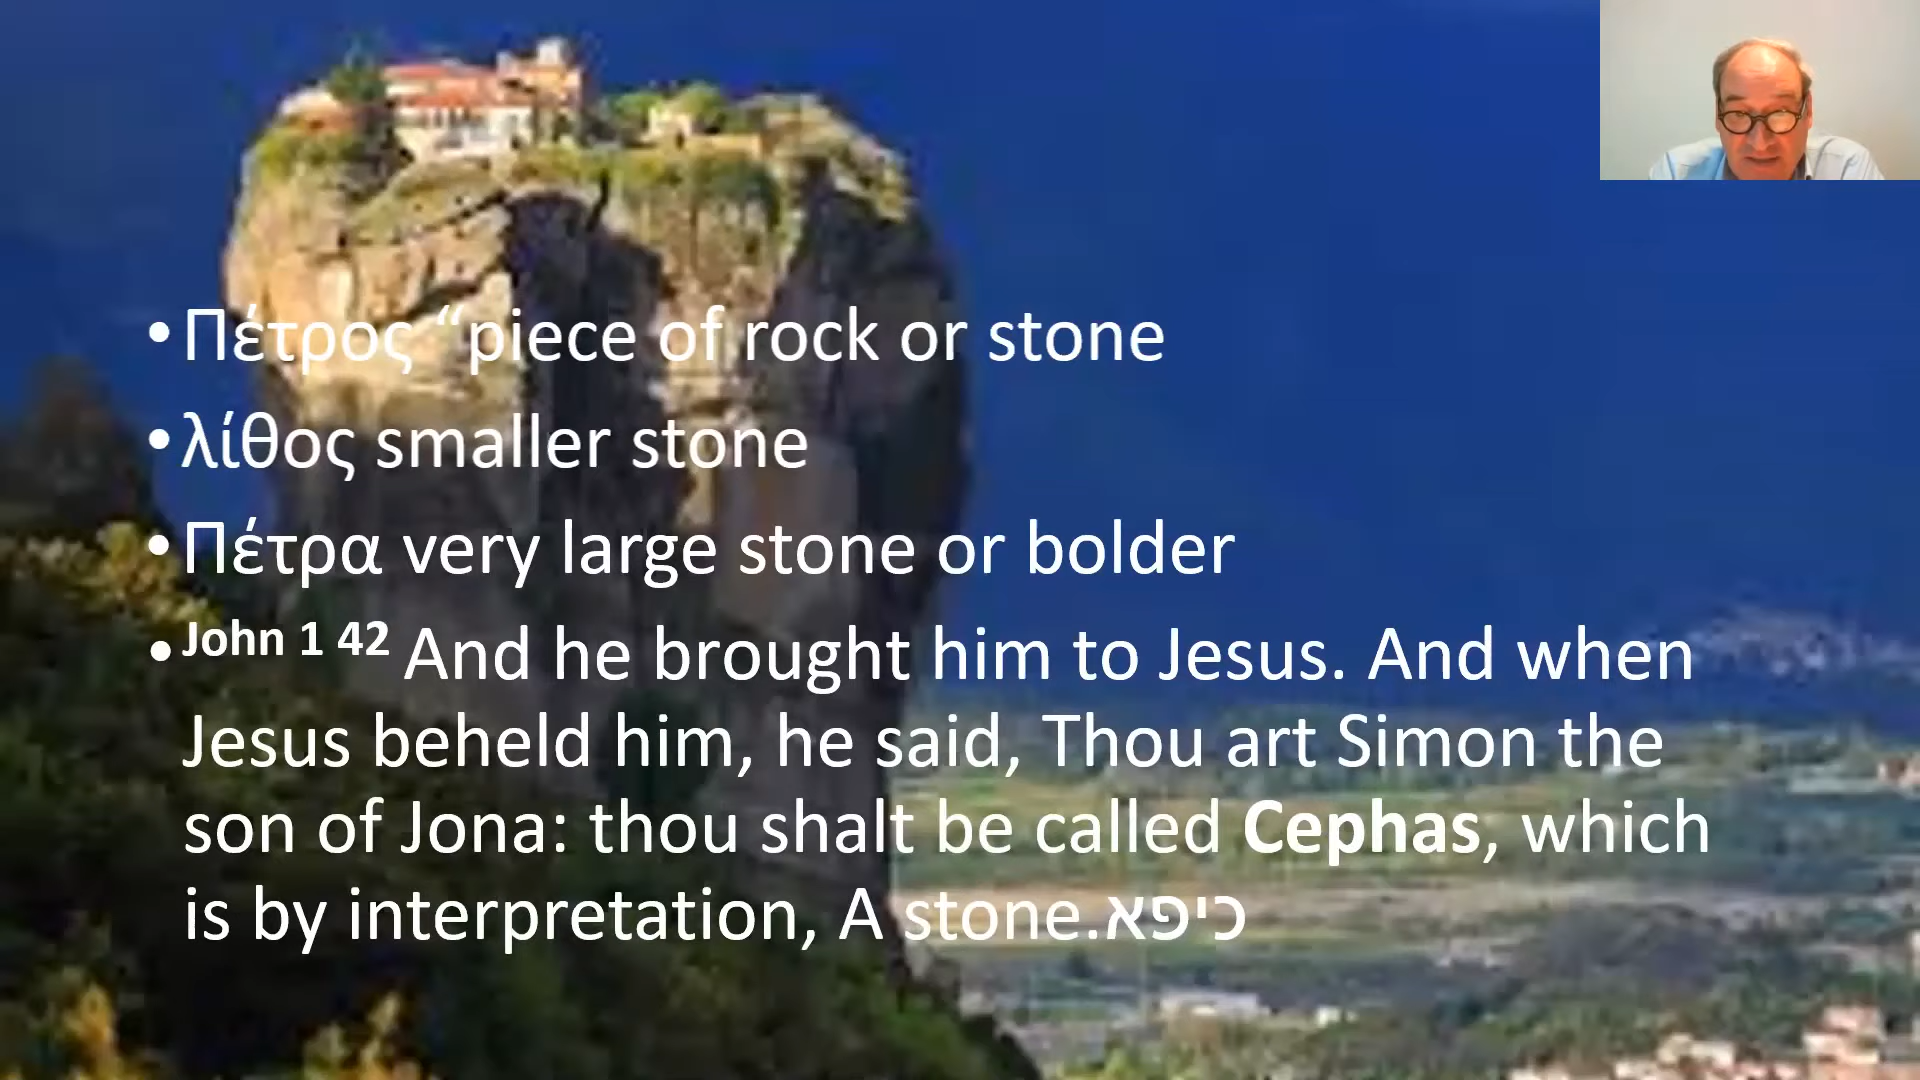 • Πέτρος “piece of rock or stone
• λίθος smaller stone
• Πέτρα very large stone or bolder
• John 1 42 And he brought him to Jesus. And when
Jesus beheld him, he said, Thou art Simon the
son of Jona: thou shalt be called Cephas, which
is by interpretation, A stone.כיפא